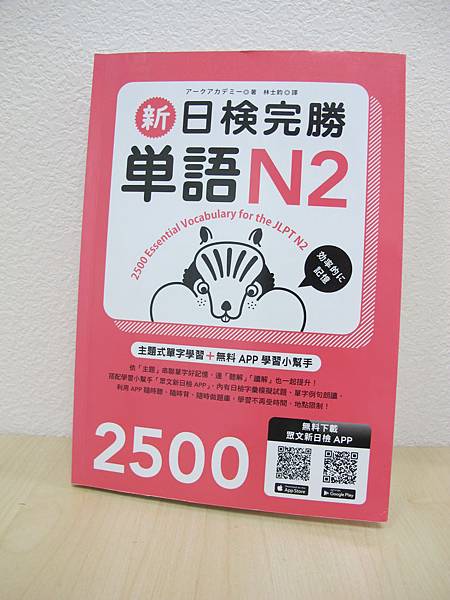 アークアカデミー◎著　林士鈞◎譯
新 日検完勝
単語N2
2500 Essential Vocabulary for the JLPT N2
効率的に
記憶
主題式單字學習＋無料APP學習小幫手
依「主題」串聯單字好記憶，連「聽解」「讀解」也一起提升！
搭配學習小幫手「眾文新日檢APP」，內有日檢字彙模擬試題、單字例句朗讀，
利用APP隨時聽、隨時背、隨時做題庫，學習不再受時間、地點限制！
2500
無料下載
眾文新日檢 APP
App Store
Google Play